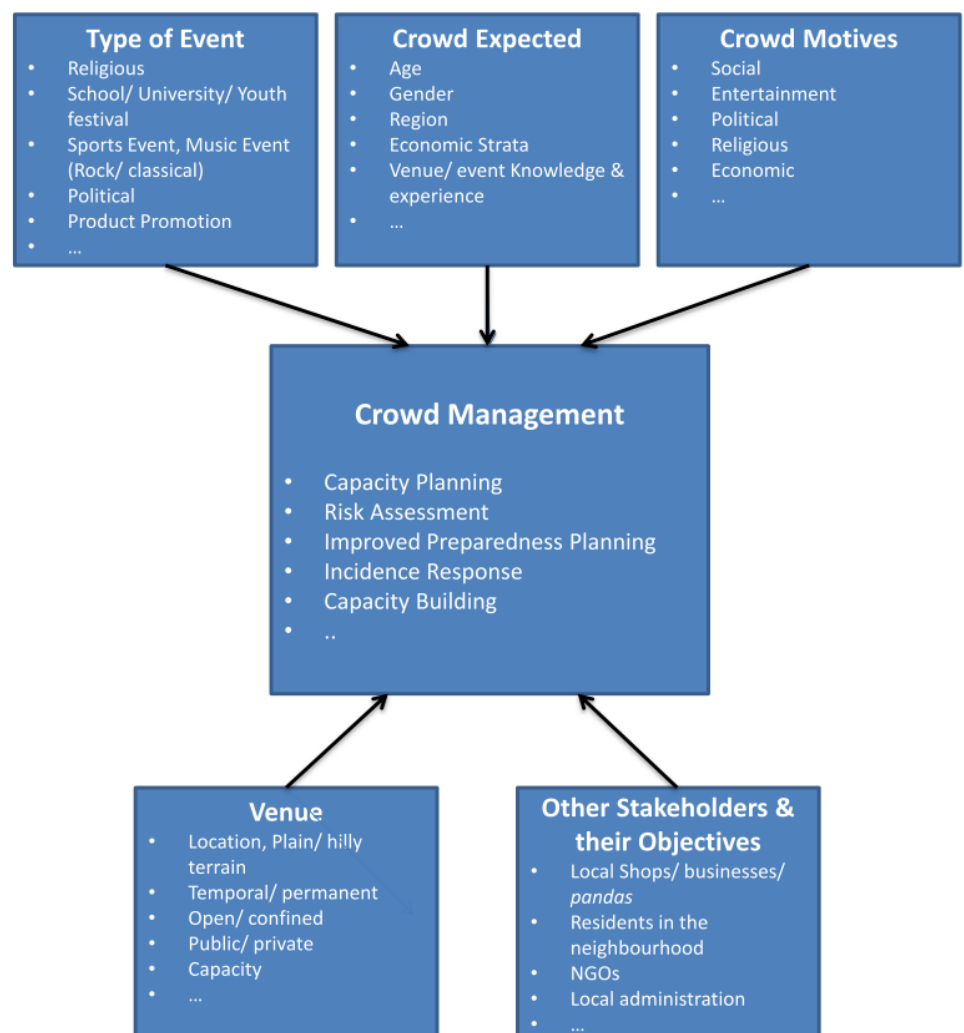 Type of Event
• Religious
• School/ University/ Youth
festival
• Sports Event, Music Event
(Rock/ classical)
• Political
• Product Promotion
• ...
Crowd Expected
• Age
• Gender
• Region
• Economic Strata
• Venue/ event Knowledge &
experience
• ...
Crowd Motives
• Social
• Entertainment
• Political
• Religious
• Economic
• ...
Crowd Management
• Capacity Planning
• Risk Assessment
• Improved Preparedness Planning
• Incidence Response
• Capacity Building
• ..
Venue
• Location, Plain/ hilly
terrain
• Temporal/ permanent
• Open/ confined
• Public/ private
• Capacity
• ...
Other Stakeholders &
their Objectives
• Local Shops/ businesses/
pandas
• Residents in the
neighbourhood
• NGOs
• Local administration
• ...